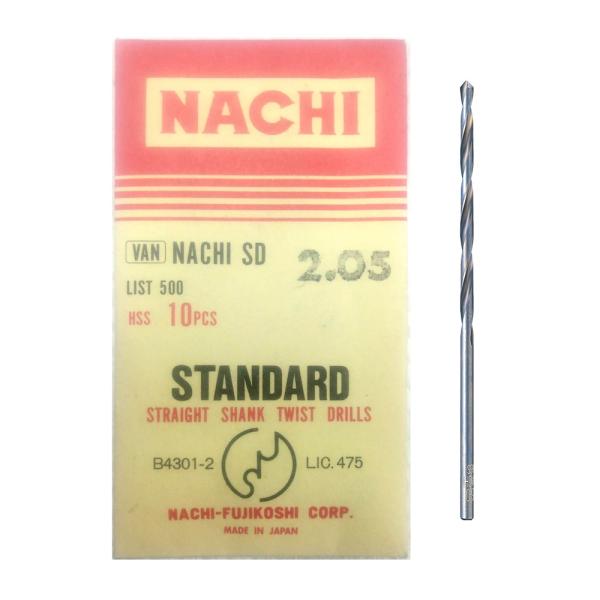 NACHI
VAN NACHI SD 2.05
LIST 500
HSS 10PCS
STANDARD
STRAIGHT SHANK TWIST DRILLS
B4301-2 LIC.475
NACHI-FUJIKOSHI CORP.
MADE IN JAPAN